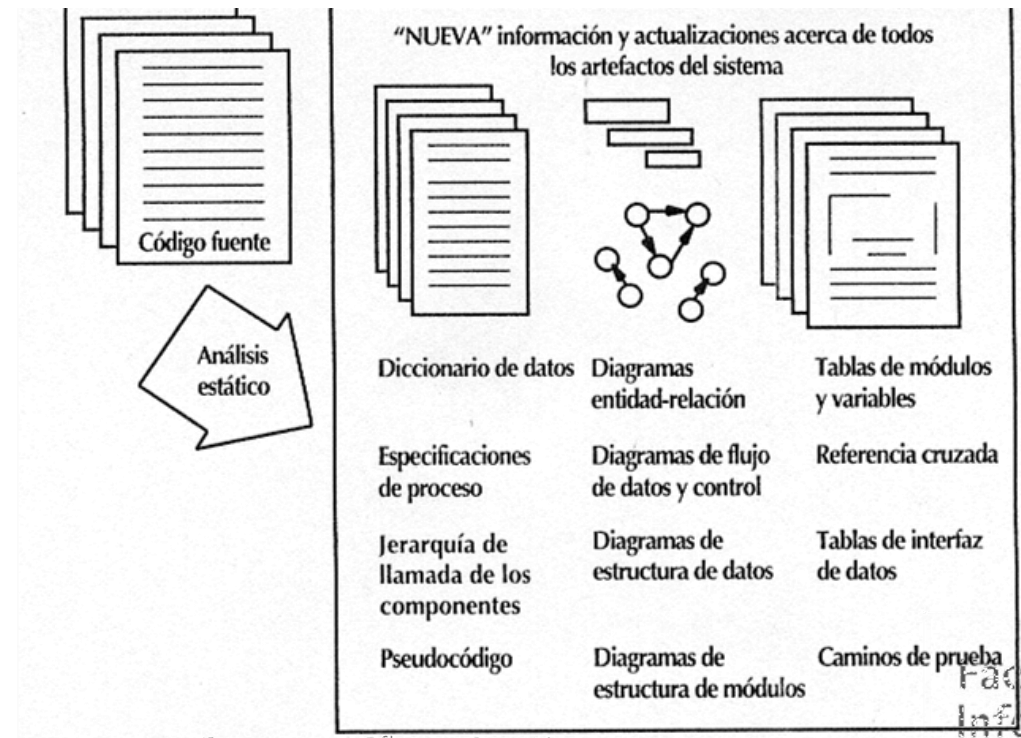 Código fuente
Análisis
estático
“NUEVA” información y actualizaciones acerca de todos
los artefactos del sistema
Diccionario de datos
Diagramas
entidad-relación
Tablas de módulos
y variables
Especificaciones
de proceso
Diagramas de flujo
de datos y control
Referencia cruzada
Jerarquía de
llamada de los
componentes
Diagramas de
estructura de datos
Tablas de interfaz
de datos
Pseudocódigo
Diagramas de
estructura de módulos
Caminos de prueba